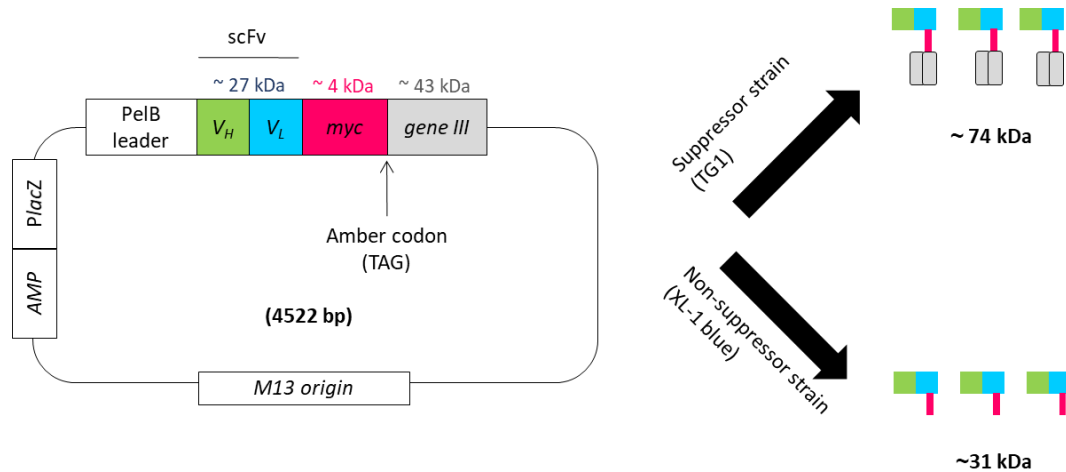 scFv
~ 27 kDa
~ 4 kDa
~ 43 kDa
PelB
leader
VH
VL
myc
gene III
PlacZ
AMP
Amber codon
(TAG)
(4522 bp)
M13 origin
Suppressor strain
(TG1)
Non-suppressor strain
(XL-1 blue)
~ 74 kDa
~31 kDa